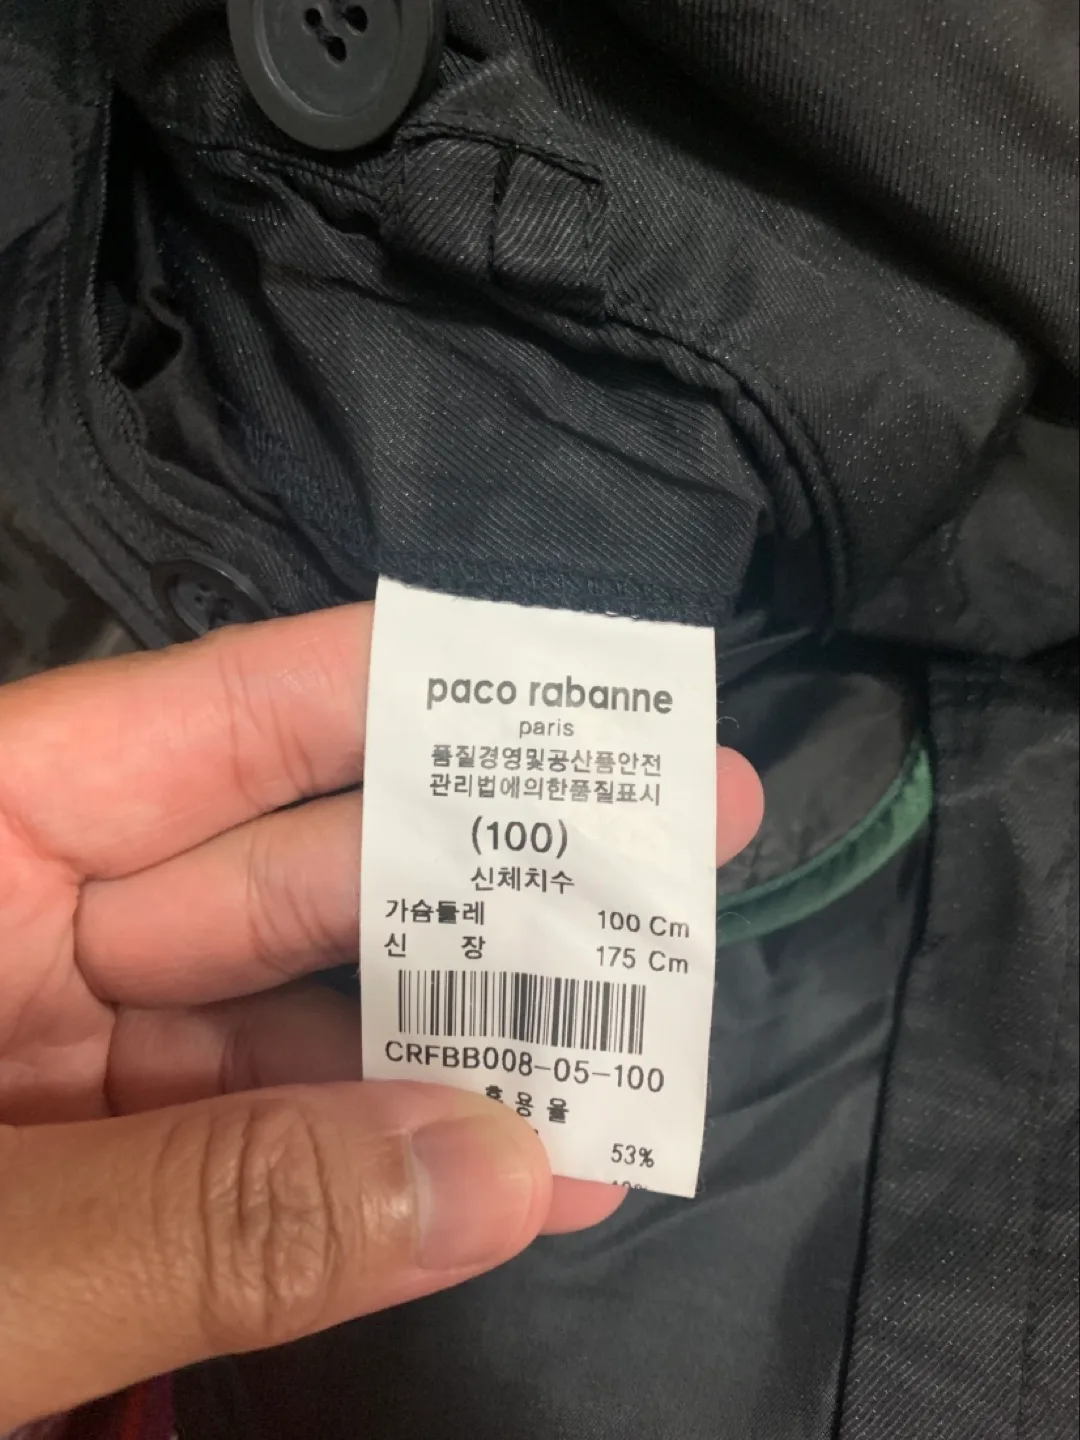 paco rabanne
paris
품질경영및공산품안전
관리법에의한품질표시
(100)
신체치수
가슴둘레 100 Cm
신 장 175 Cm
CRFBB008-05-100
혼 용 율
53%